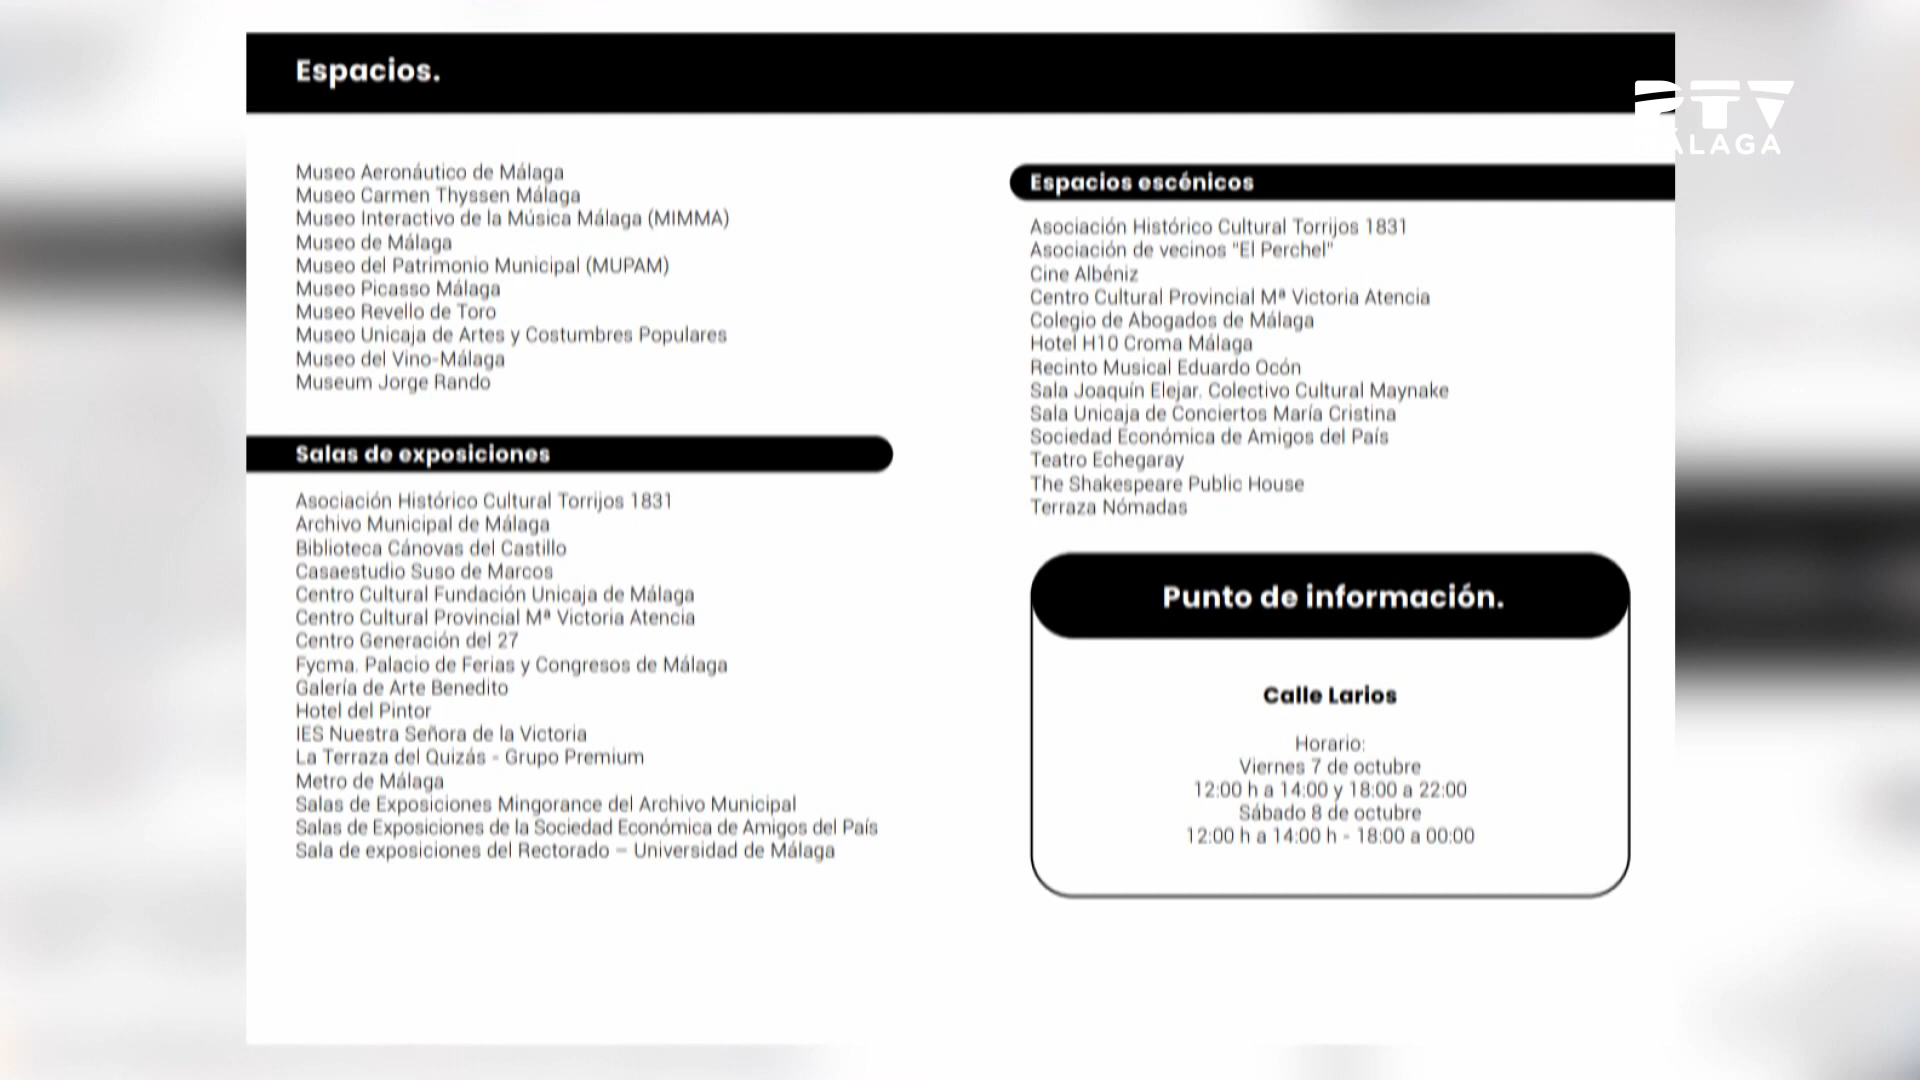 Espacios.
PTV
MÁLAGA
Museo Aeronáutico de Málaga
Museo Carmen Thyssen Málaga
Museo Interactivo de la Música Málaga (MIMMA)
Museo de Málaga
Museo del Patrimonio Municipal (MUPAM)
Museo Picasso Málaga
Museo Revello de Toro
Museo Unicaja de Artes y Costumbres Populares
Museo del Vino-Málaga
Museum Jorge Rando
Salas de exposiciones
Asociación Histórico Cultural Torrijos 1831
Archivo Municipal de Málaga
Biblioteca Cánovas del Castillo
Casaestudio Suso de Marcos
Centro Cultural Fundación Unicaja de Málaga
Centro Cultural Provincial Mª Victoria Atencia
Centro Generación del 27
Fycma. Palacio de Ferias y Congresos de Málaga
Galería de Arte Benedito
Hotel del Pintor
IES Nuestra Señora de la Victoria
La Terraza del Quizás - Grupo Premium
Metro de Málaga
Salas de Exposiciones Mingorance del Archivo Municipal
Salas de Exposiciones de la Sociedad Económica de Amigos del País
Sala de exposiciones del Rectorado – Universidad de Málaga
Espacios escénicos
Asociación Histórico Cultural Torrijos 1831
Asociación de vecinos "El Perchel"
Cine Albéniz
Centro Cultural Provincial Mª Victoria Atencia
Colegio de Abogados de Málaga
Hotel H10 Croma Málaga
Recinto Musical Eduardo Ocón
Sala Joaquín Elejar. Colectivo Cultural Maynake
Sala Unicaja de Conciertos María Cristina
Sociedad Económica de Amigos del País
Teatro Echegaray
The Shakespeare Public House
Terraza Nómadas
Punto de información.
Calle Larios
Horario:
Viernes 7 de octubre
12:00 h a 14:00 y 18:00 a 22:00
Sábado 8 de octubre
12:00 h a 14:00 h - 18:00 a 00:00